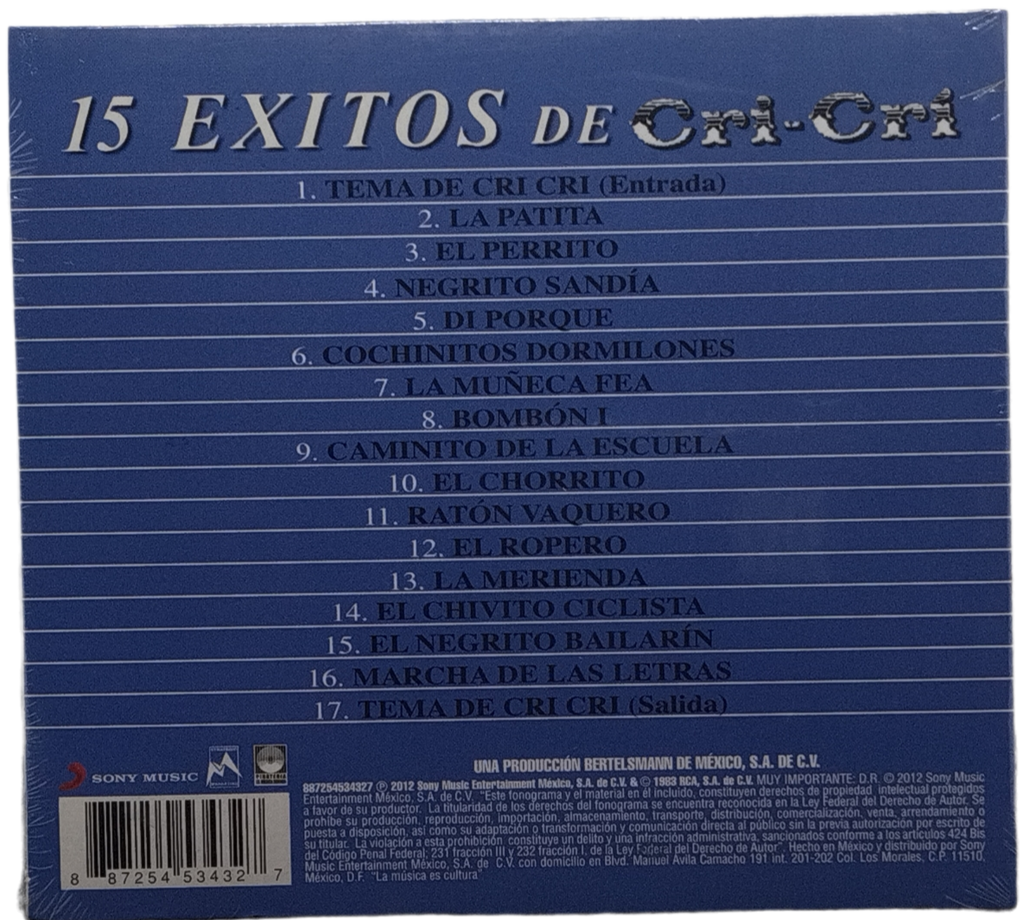 15 EXITOS DE Cri-Cri
1. TEMA DE CRI CRI (Entrada)
2. LA PATITA
3. EL PERRITO
4. NEGRITO SANDÍA
5. DI PORQUE
6. COCHINITOS DORMILONES
7. LA MUÑECA FEA
8. BOMBÓN I
9. CAMINITO DE LA ESCUELA
10. EL CHORRITO
11. RATÓN VAQUERO
12. EL ROPERO
13. LA MERIENDA
14. EL CHIVITO CICLISTA
15. EL NEGRITO BAILARÍN
16. MARCHA DE LAS LETRAS
17. TEMA DE CRI CRI (Salida)
SONY MUSIC
UNA PRODUCCIÓN BERTELSMANN DE MÉXICO, S.A. DE C.V.
887254534327 ℗ 2012 Sony Music Entertainment México, S.A. de C.V. & © 1983 RCA, S.A. de C.V. MUY IMPORTANTE: D.R. © 2012 Sony Music
Entertainment México, S.A. de C.V. "Este fonograma y el material en él incluido, constituyen derechos de propiedad intelectual protegidos
a favor de su productor. La titularidad de los derechos del fonograma se encuentra reconocida en la Ley Federal del Derecho de Autor. Se
prohíbe su producción, reproducción, importación, almacenamiento, transporte, distribución, comercialización, venta, arrendamiento o
puesta a disposición, así como su adaptación o transformación y comunicación directa al público sin la previa autorización por escrito de
su titular. La violación a esta prohibición constituye un delito y una infracción administrativa, sancionados conforme a los artículos 424 Bis
del Código Penal Federal; 231 fracción III y 232 fracción I, de la Ley Federal del Derecho de Autor". Hecho en México y distribuido por Sony
Music Entertainment México, S.A. de C.V. con domicilio en Blvd. Manuel Ávila Camacho 191 int. 201-202 Col. Los Morales, C.P. 11510,
México, D.F. "La música es cultura"
8 87254 53432 7